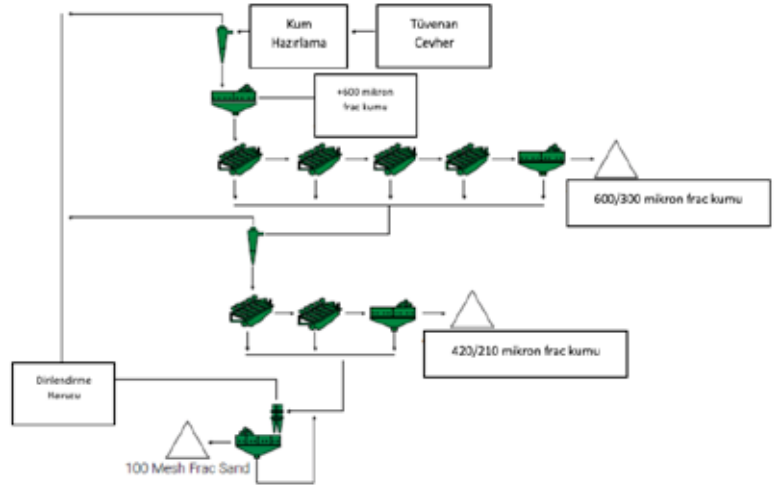 Kum
Hazırlama
Tüvenan
Cevher
+600 mikron
frac kumu
600/300 mikron frac kumu
420/210 mikron frac kumu
Dinlendirme
Havuzu
100 Mesh Frac Sand